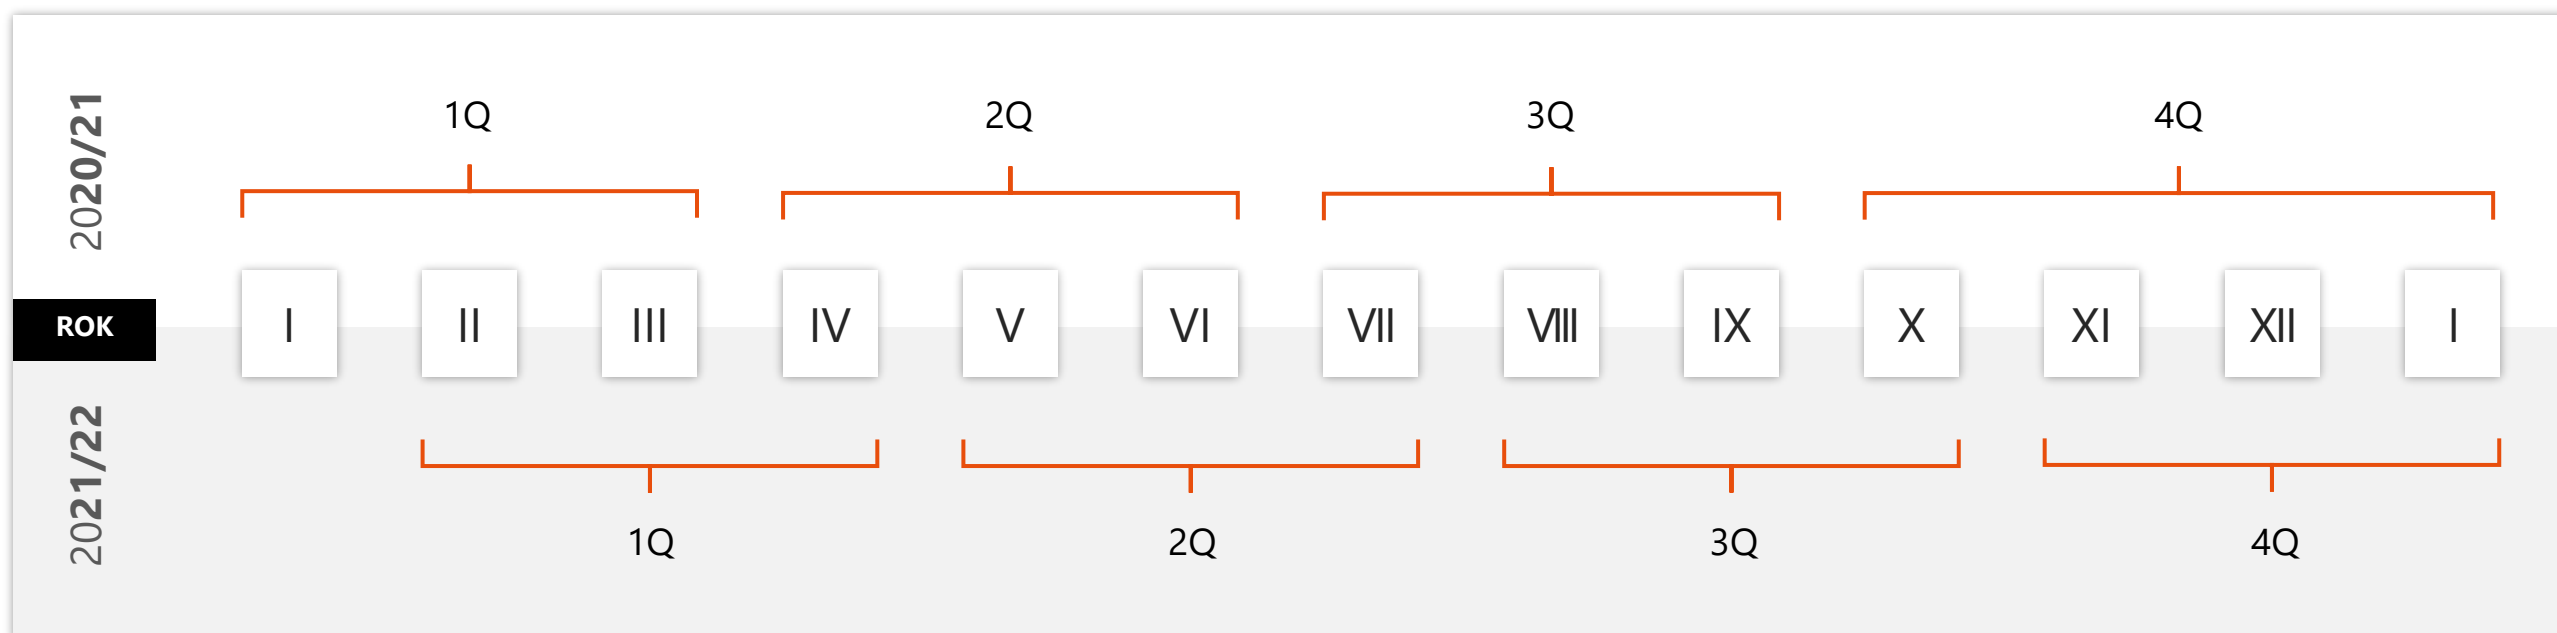 2020/21
1Q 2Q 3Q 4Q
ROK
I II III IV V VI VII VIII IX X XI XII I
2021/22
1Q 2Q 3Q 4Q